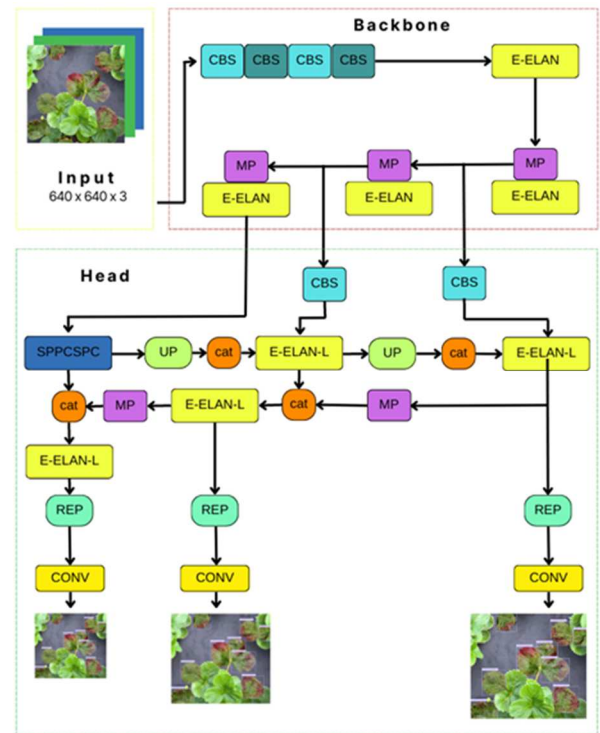 Backbone
CBS CBS CBS CBS E-ELAN
Input
640 x 640 x 3
MP MP MP
E-ELAN E-ELAN E-ELAN
Head
CBS CBS
SPPCSPC UP cat E-ELAN-L UP cat E-ELAN-L
cat MP E-ELAN-L cat MP
E-ELAN-L
REP REP REP
CONV CONV CONV